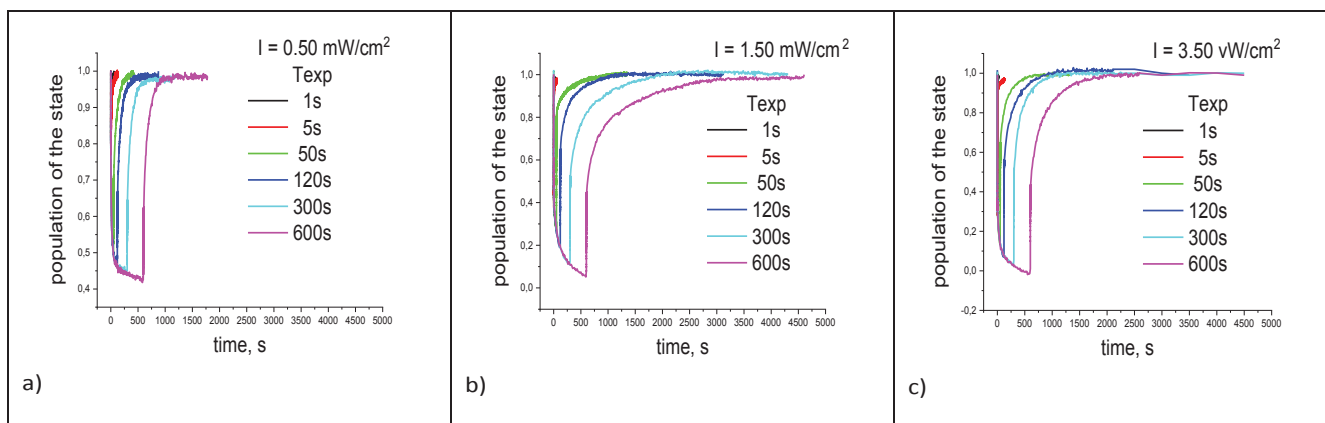 I = 0.50 mW/cm²
Texp
1s
5s
50s
120s
300s
600s
1,0
0,9
0,8
0,7
0,6
0,5
0,4
population of the state
0 500 1000 1500 2000 2500 3000 3500 4000 4500 5000
time, s
a)
I = 1.50 mW/cm²
Texp
1s
5s
50s
120s
300s
600s
1,0
0,8
0,6
0,4
0,2
0,0
population of the state
0 500 1000 1500 2000 2500 3000 3500 4000 4500 5000
time, s
b)
I = 3.50 vW/cm²
Texp
1s
5s
50s
120s
300s
600s
1,0
0,8
0,6
0,4
0,2
0,0
-0,2
population of the state
0 500 1000 1500 2000 2500 3000 3500 4000 4500 5000
time, s
c)